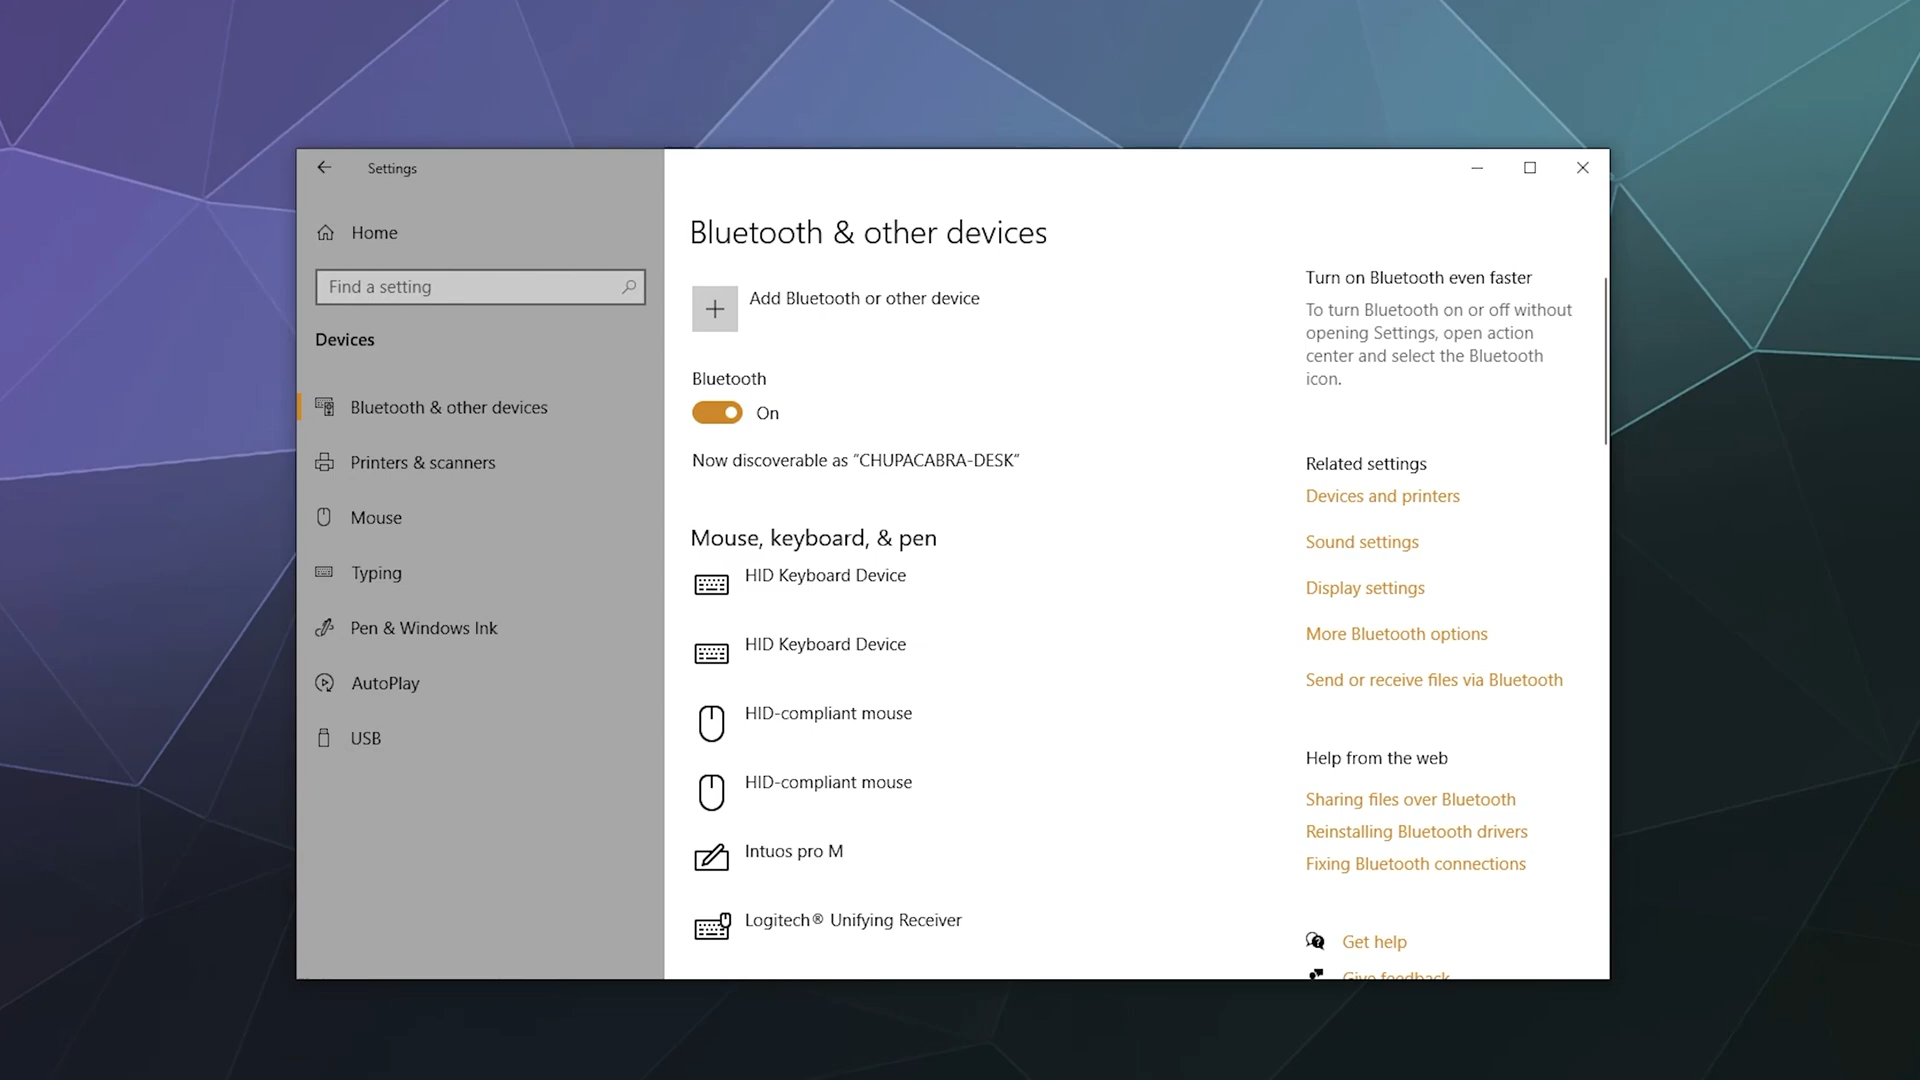 Settings
Home
Find a setting
Devices
Bluetooth & other devices
Printers & scanners
Mouse
Typing
Pen & Windows Ink
AutoPlay
USB
Bluetooth & other devices
Add Bluetooth or other device
Bluetooth
On
Now discoverable as "CHUPACABRA-DESK"
Mouse, keyboard, & pen
HID Keyboard Device
HID Keyboard Device
HID-compliant mouse
HID-compliant mouse
Intuos pro M
Logitech® Unifying Receiver
Turn on Bluetooth even faster
To turn Bluetooth on or off without
opening Settings, open action
center and select the Bluetooth
icon.
Related settings
Devices and printers
Sound settings
Display settings
More Bluetooth options
Send or receive files via Bluetooth
Help from the web
Sharing files over Bluetooth
Reinstalling Bluetooth drivers
Fixing Bluetooth connections
Get help
Give feedback